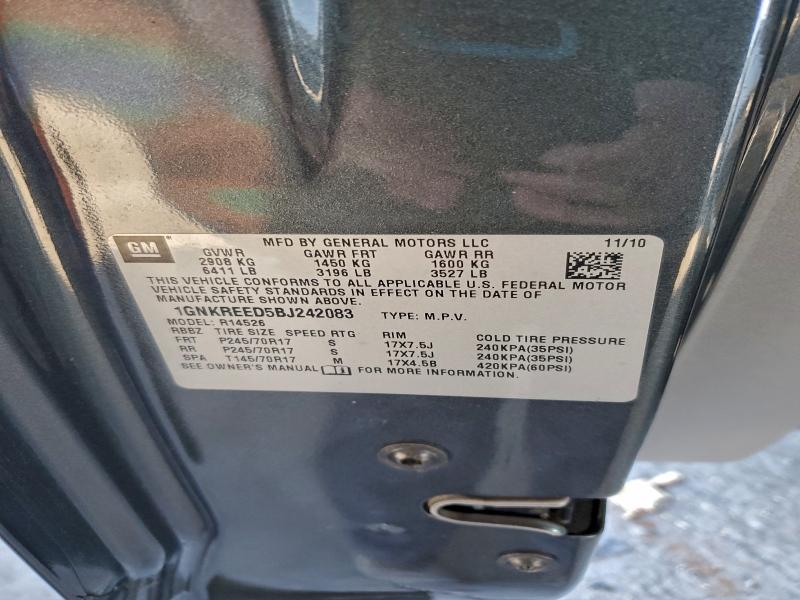 GM
MFD BY GENERAL MOTORS LLC 11/10
GVWR GAWR FRT GAWR RR
2908 KG 1450 KG 1600 KG
6411 LB 3196 LB 3527 LB
THIS VEHICLE CONFORMS TO ALL APPLICABLE U.S. FEDERAL MOTOR
VEHICLE SAFETY STANDARDS IN EFFECT ON THE DATE OF
MANUFACTURE SHOWN ABOVE.
1GNKREED5BJ242083 TYPE: M.P.V.
MODEL: R14526
RBBZ TIRE SIZE SPEED RTG RIM COLD TIRE PRESSURE
FRT P245/70R17 S 17X7.5J 240KPA(35PSI)
RR P245/70R17 S 17X7.5J 240KPA(35PSI)
SPA T145/70R17 M 17X4.5B 420KPA(60PSI)
SEE OWNER'S MANUAL FOR MORE INFORMATION.